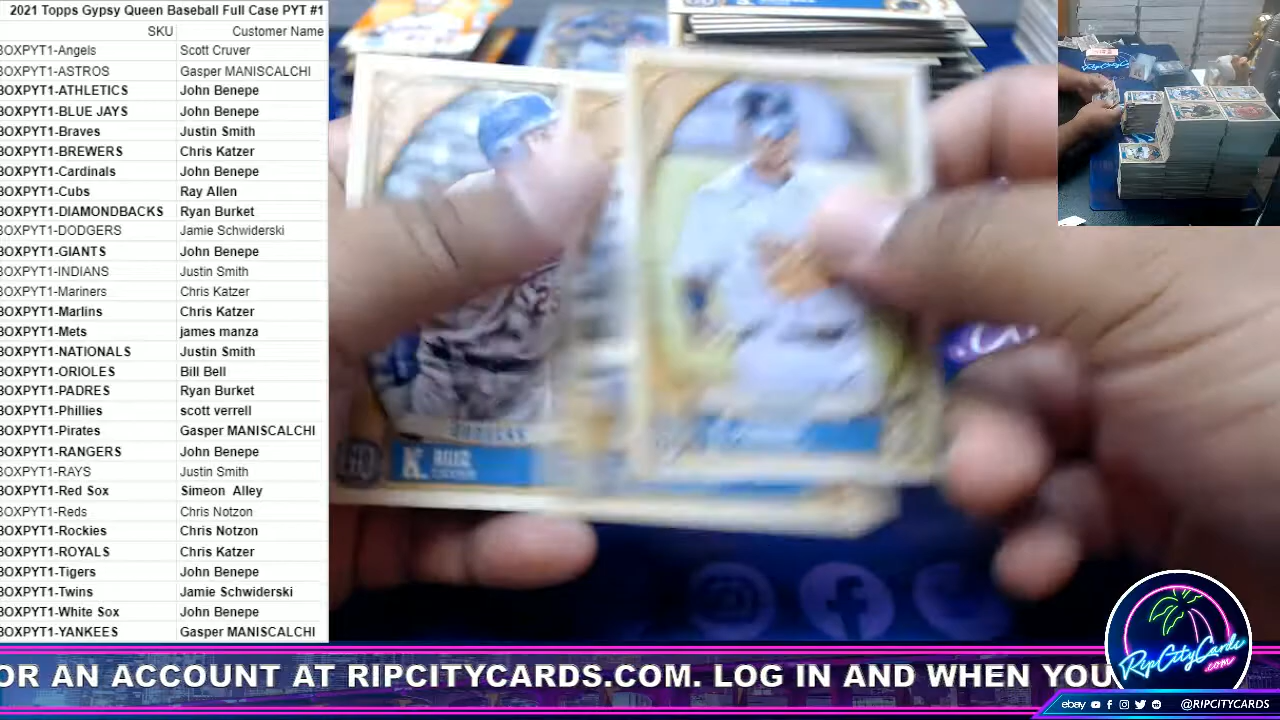 2021 Topps Gypsy Queen Baseball Full Case PYT #1
SKU Customer Name
BOXPYT1-Angels Scott Cruver
BOXPYT1-ASTROS Gasper MANISCALCHI
BOXPYT1-ATHLETICS John Benepe
BOXPYT1-BLUE JAYS John Benepe
BOXPYT1-Braves Justin Smith
BOXPYT1-BREWERS Chris Katzer
BOXPYT1-Cardinals John Benepe
BOXPYT1-Cubs Ray Allen
BOXPYT1-DIAMONDBACKS Ryan Burket
BOXPYT1-DODGERS Jamie Schwiderski
BOXPYT1-GIANTS John Benepe
BOXPYT1-INDIANS Justin Smith
BOXPYT1-Mariners Chris Katzer
BOXPYT1-Marlins Chris Katzer
BOXPYT1-Mets james manza
BOXPYT1-NATIONALS Justin Smith
BOXPYT1-ORIOLES Bill Bell
BOXPYT1-PADRES Ryan Burket
BOXPYT1-Phillies scott verrell
BOXPYT1-Pirates Gasper MANISCALCHI
BOXPYT1-RANGERS John Benepe
BOXPYT1-RAYS Justin Smith
BOXPYT1-Red Sox Simeon Alley
BOXPYT1-Reds Chris Notzon
BOXPYT1-Rockies Chris Notzon
BOXPYT1-ROYALS Chris Katzer
BOXPYT1-Tigers John Benepe
BOXPYT1-Twins Jamie Schwiderski
BOXPYT1-White Sox John Benepe
BOXPYT1-YANKEES Gasper MANISCALCHI
K. RUIZ
OR AN ACCOUNT AT RIPCITYCARDS.COM. LOG IN AND WHEN YOU
RipCityCards
.com
ebay @RIPCITYCARDS